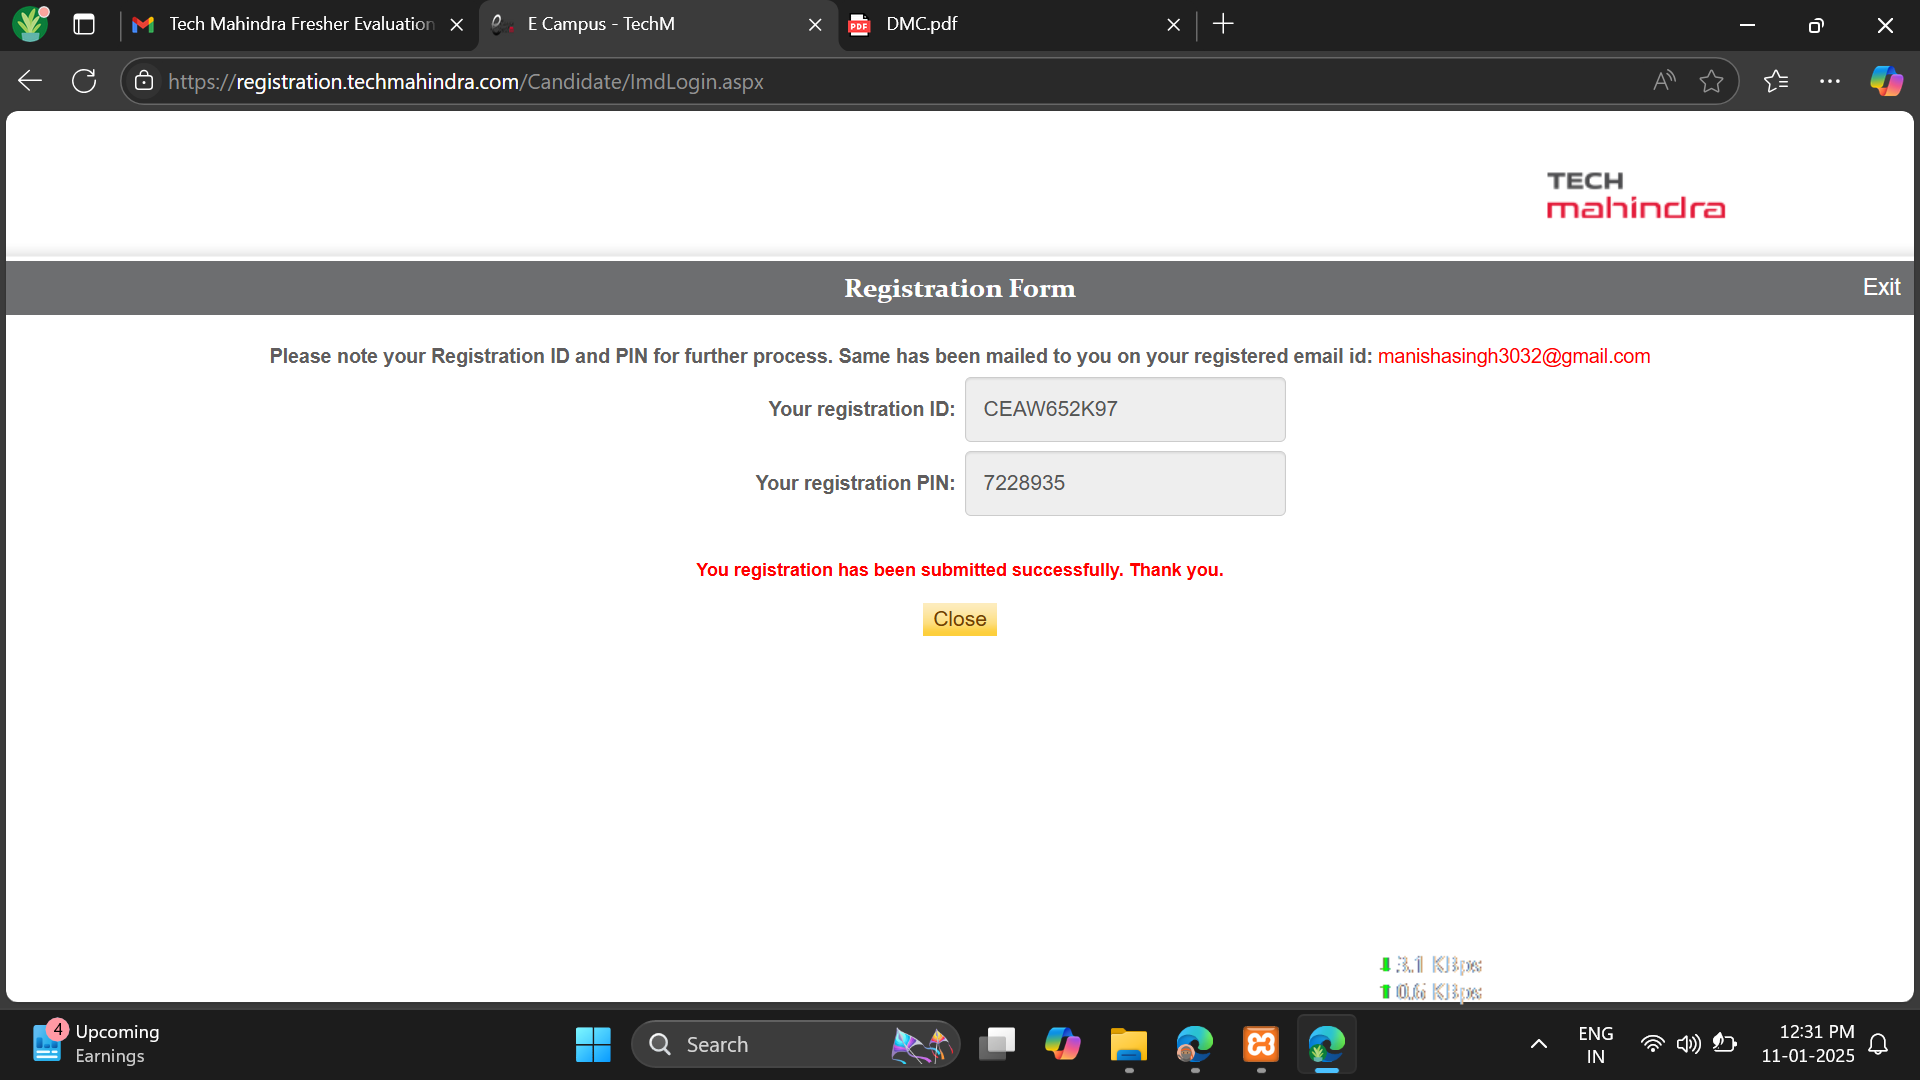 Tech Mahindra Fresher Evaluation
E Campus - TechM
DMC.pdf
https://registration.techmahindra.com/Candidate/ImdLogin.aspx
TECH
mahindra
Registration Form
Exit
Please note your Registration ID and PIN for further process. Same has been mailed to you on your registered email id: manishasingh3032@gmail.com
Your registration ID: CEAW652K97
Your registration PIN: 7228935
You registration has been submitted successfully. Thank you.
Close
3.1 KBps
0.6 KBps
4
Upcoming
Earnings
Search
ENG
IN
12:31 PM
11-01-2025